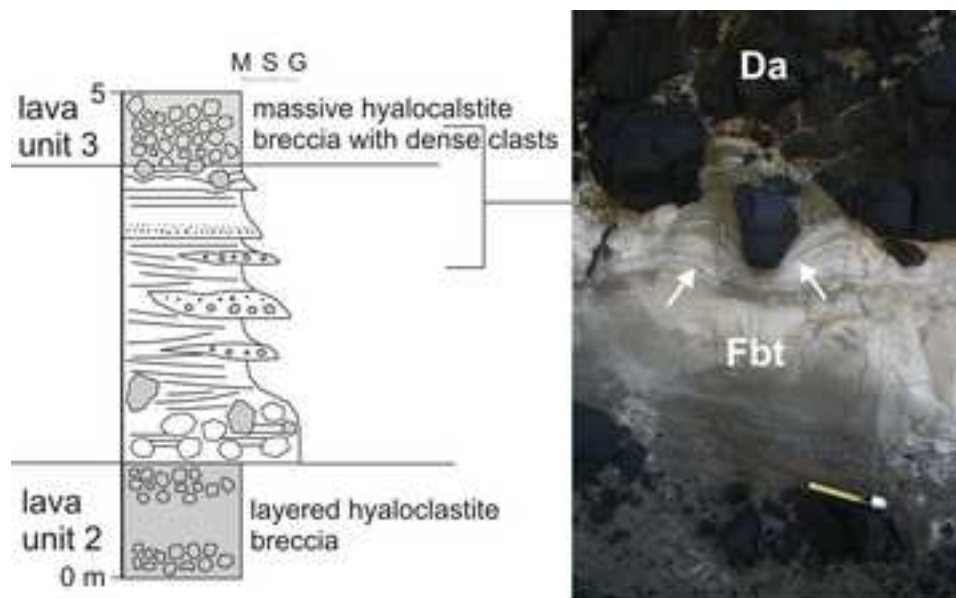 M S G
5
lava
unit 3
massive hyalocalstite
breccia with dense clasts
lava
unit 2
layered hyaloclastite
breccia
0 m
Da
Fbt